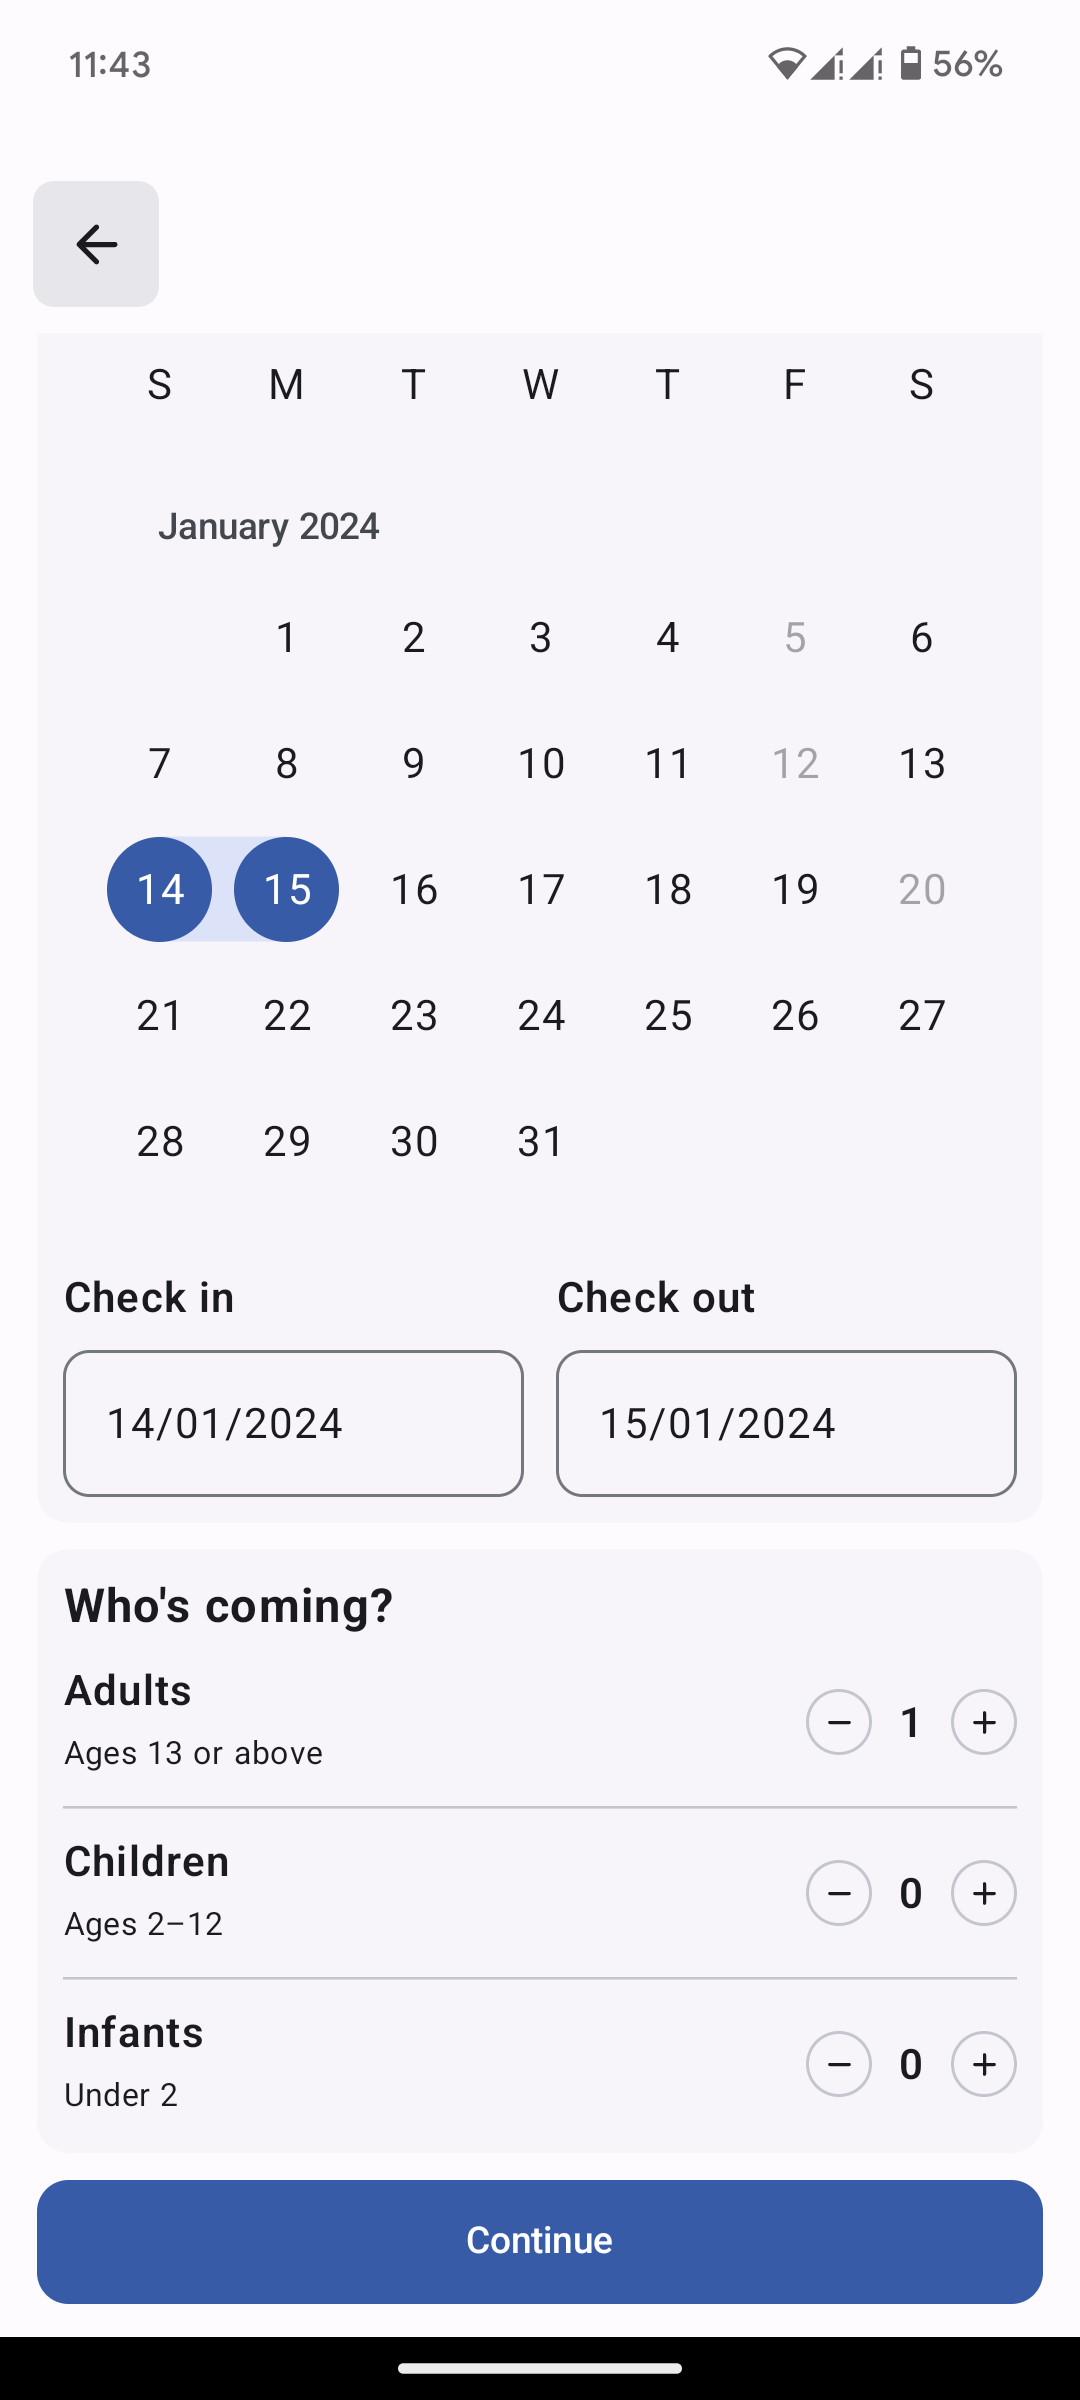 11:43 56%
S M T W T F S
January 2024
1 2 3 4 5 6
7 8 9 10 11 12 13
14 15 16 17 18 19 20
21 22 23 24 25 26 27
28 29 30 31
Check in Check out
14/01/2024 15/01/2024
Who's coming?
Adults
Ages 13 or above
1
Children
Ages 2–12
0
Infants
Under 2
0
Continue